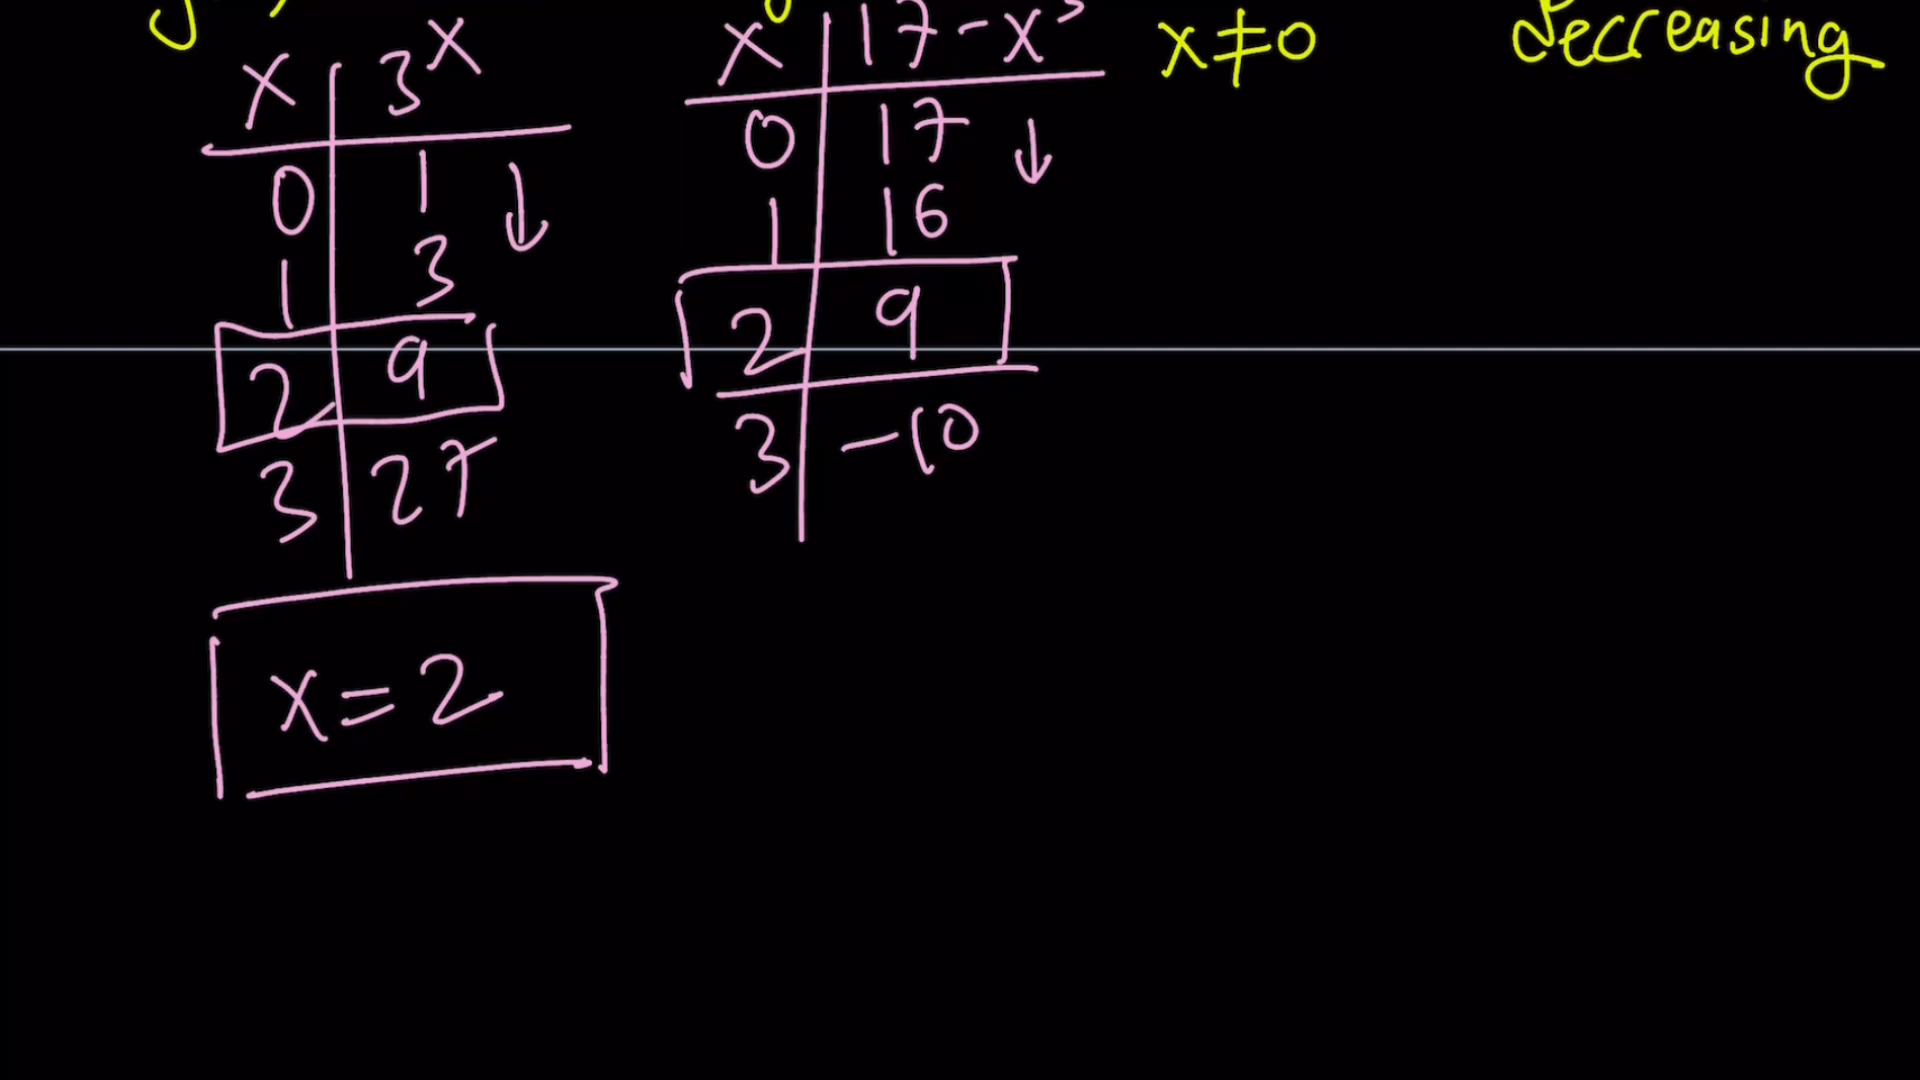 x | 3^x
0 | 1 ↓
1 | 3
2 | 9
3 | 27
x | 17-x³
0 | 17 ↓
1 | 16
2 | 9
3 | -10
x≠0
decreasing
x=2